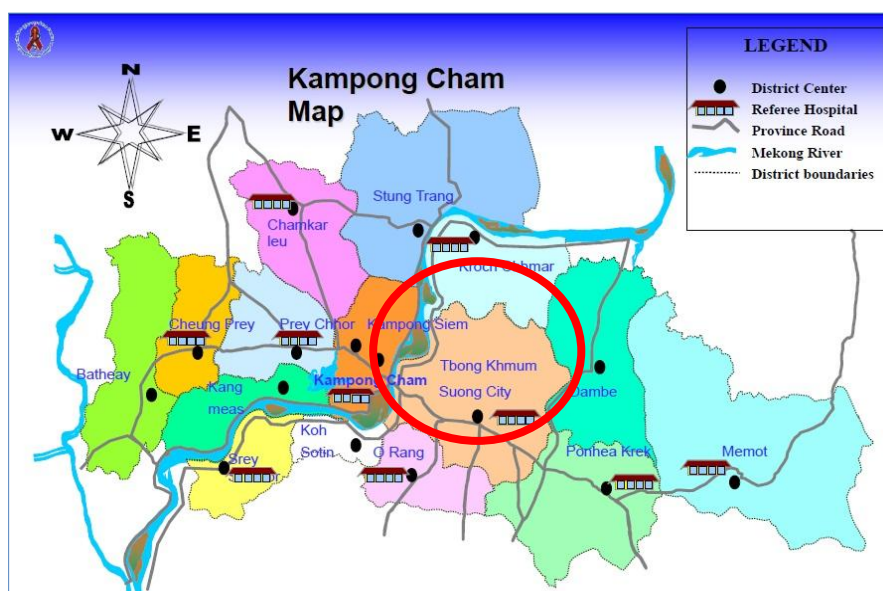 Kampong Cham
Map
N
W
E
S
LEGEND
District Center
Referee Hospital
Province Road
Mekong River
District boundaries
Stung Trang
Chamkar
leu
Kroch Chhmar
Cheung Prey
Prey Chhor
Kampong Siem
Batheay
Kang
meas
Kampong Cham
Tbong Khmum
Suong City
Dambe
Koh
Sotin
O Rang
Srey
Ponhea Krek
Memot